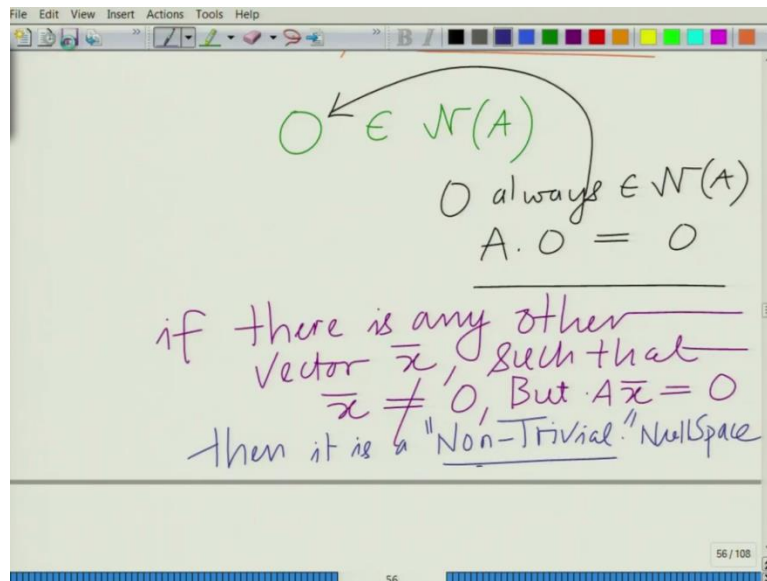 File Edit View Insert Actions Tools Help
B I
0 ∈ N(A)
0 always ∈ N(A)
A. 0 = 0
if there is any other
vector x̄, such that
x̄ ≠ 0, But Ax̄ = 0
then it is a "Non-Trivial" NullSpace
56 / 108
56